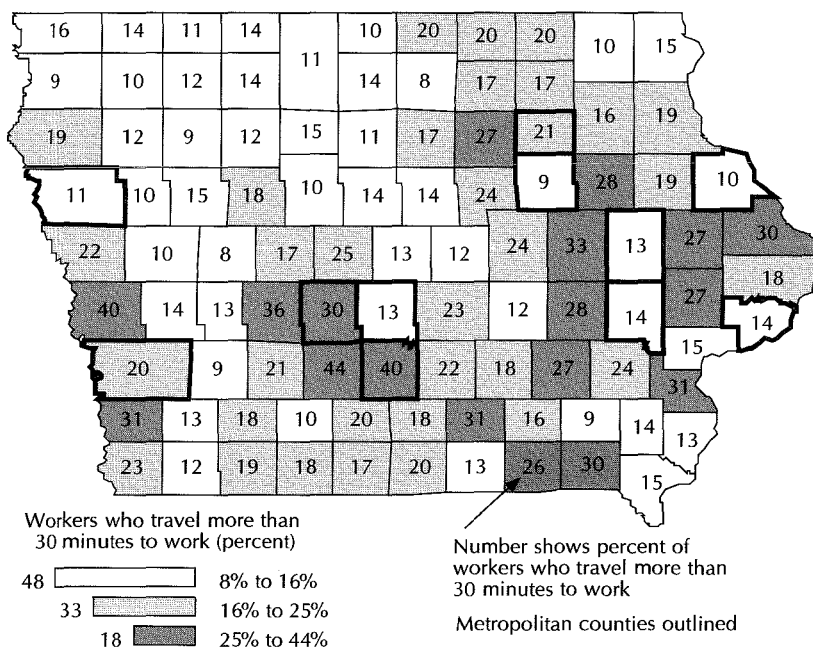 16 14 11 14 10 20 20 20 10 15
11
9 10 12 14 14 8 17 17
19 12 9 12 15 11 17 27 21 16 19
11 10 15 18 10 14 14 24 9 28 19 10
22 10 8 17 25 13 12 24 33 13 27 30
18
40 14 13 36 30 13 23 12 28 14 27 14
15
20 9 21 44 40 22 18 27 24 31
31 13 18 10 20 18 31 16 9 14 13
23 12 19 18 17 20 13 26 30 15
Workers who travel more than
30 minutes to work (percent)
48 8% to 16%
33 16% to 25%
18 25% to 44%
Number shows percent of
workers who travel more than
30 minutes to work
Metropolitan counties outlined